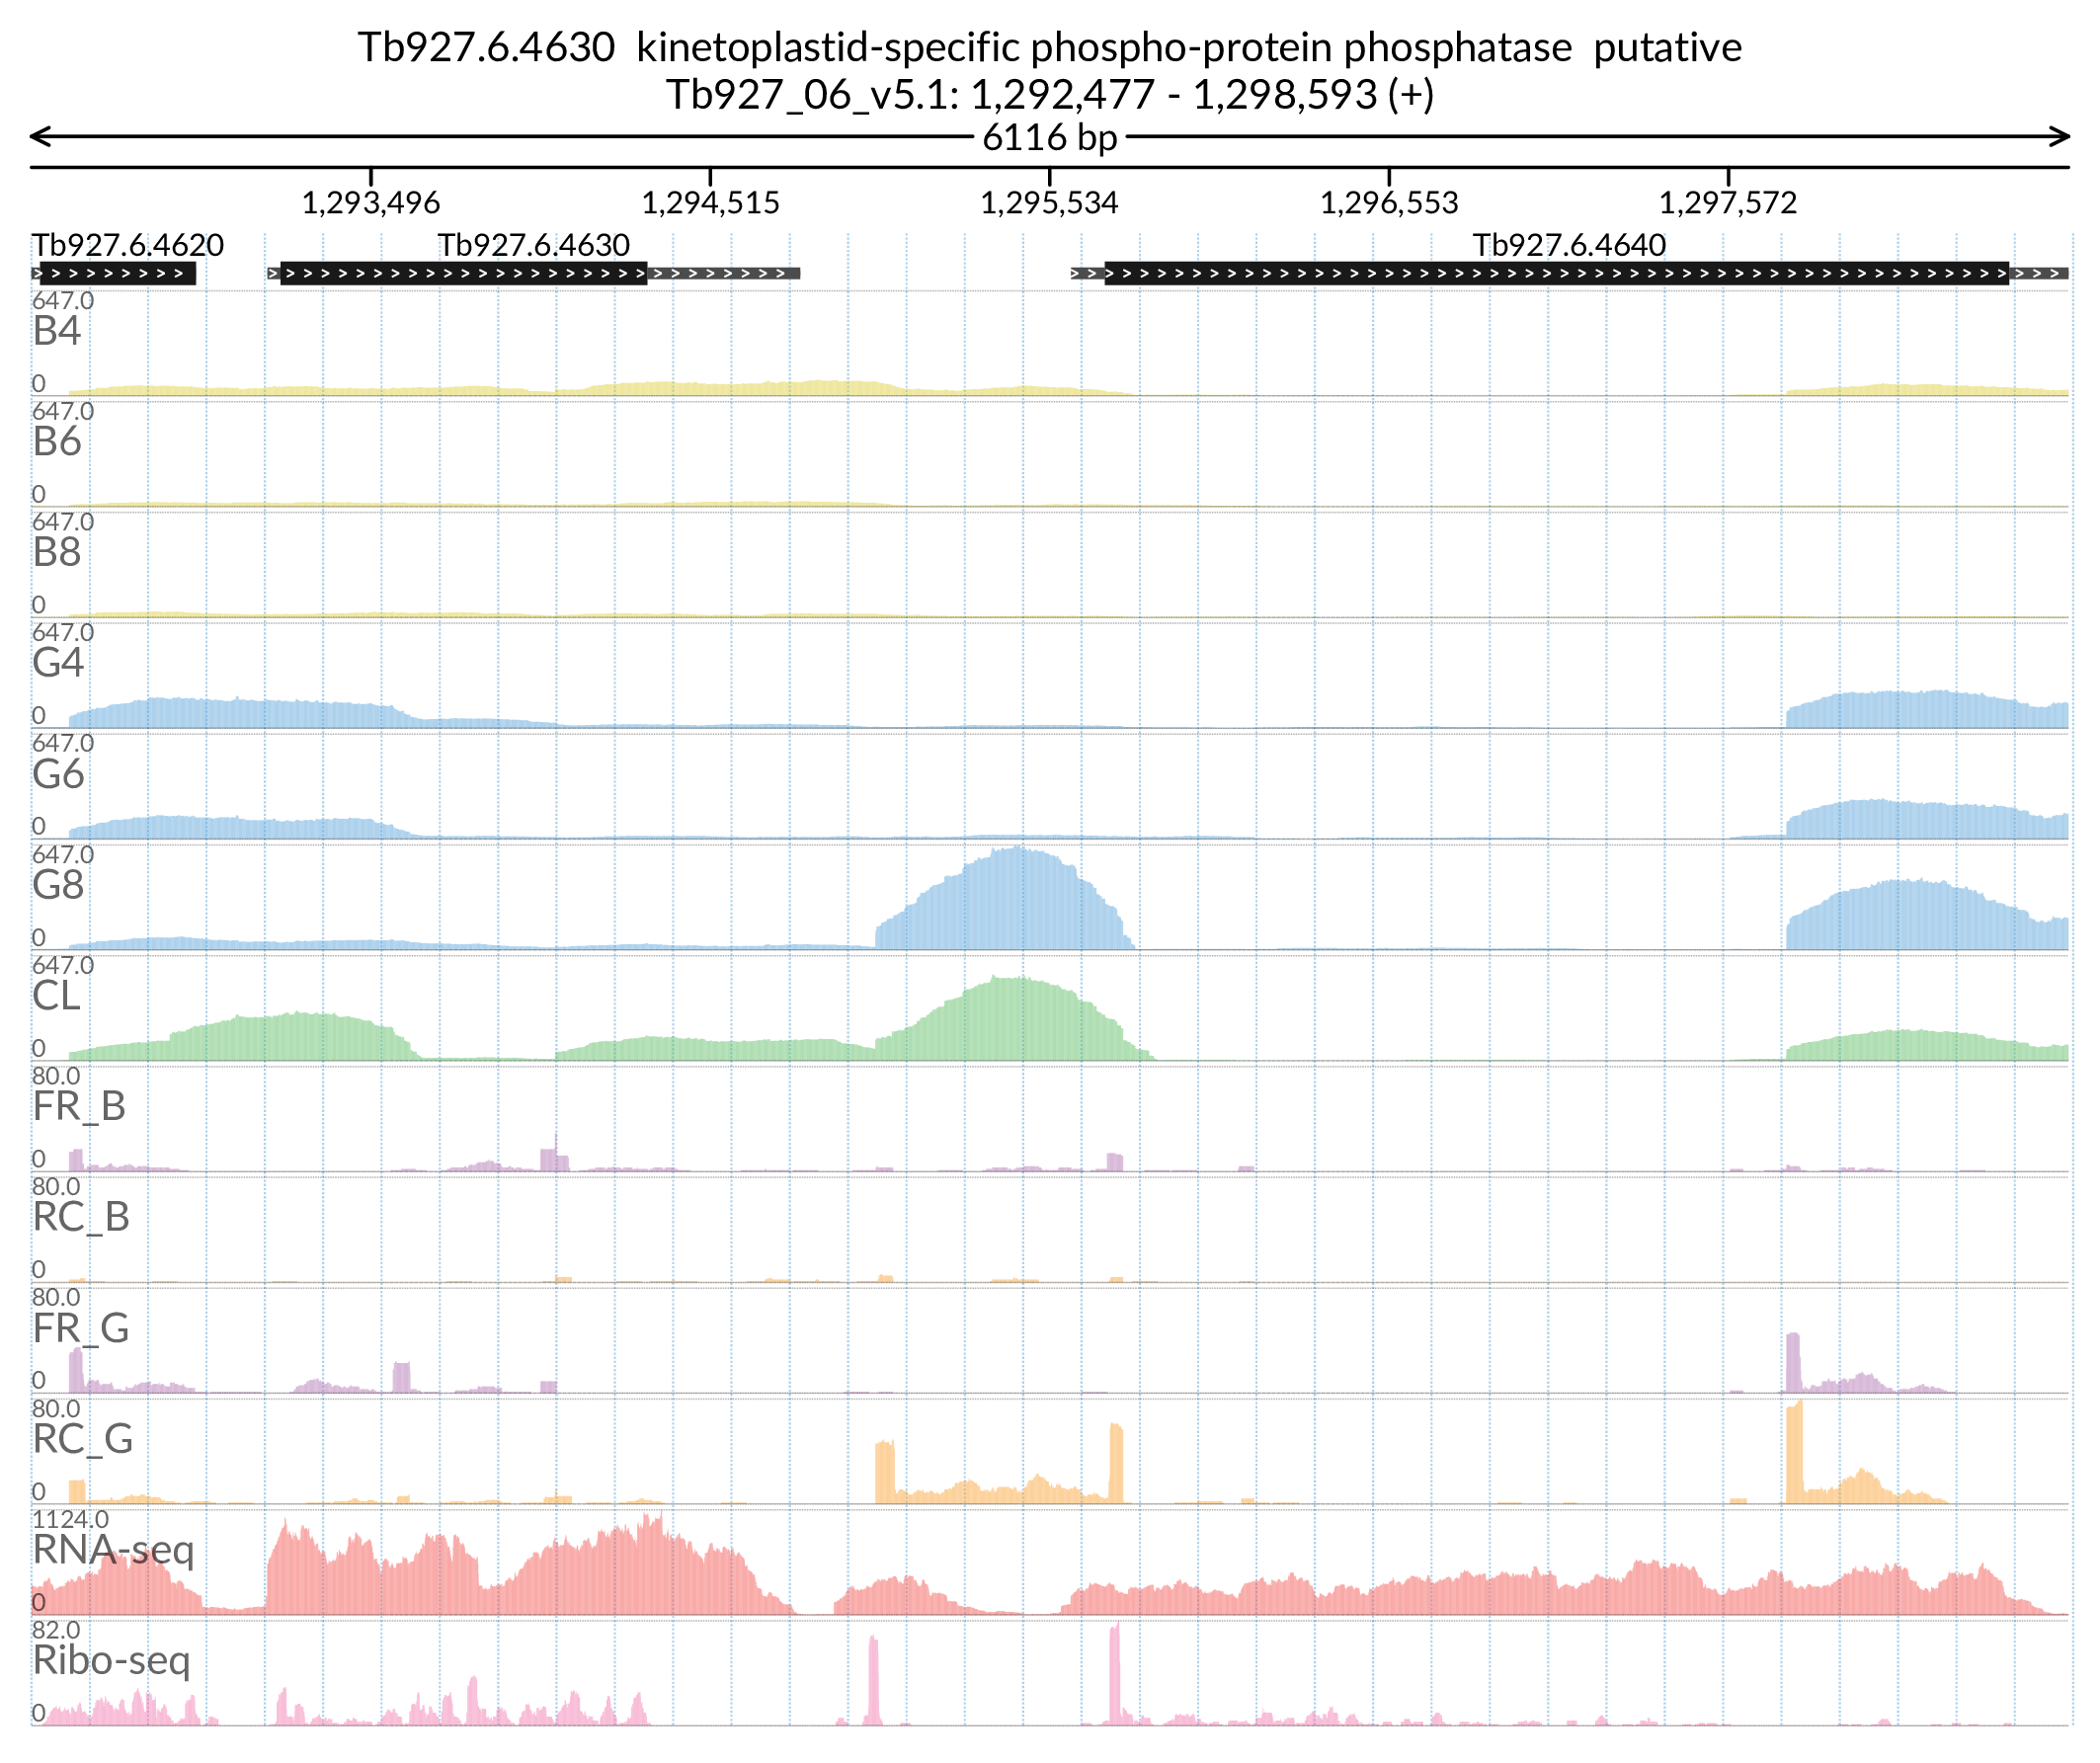 Tb927.6.4630 kinetoplastid-specific phospho-protein phosphatase putative
Tb927_06_v5.1: 1,292,477 - 1,298,593 (+)
6116 bp
1,293,496 1,294,515 1,295,534 1,296,553 1,297,572
Tb927.6.4620 Tb927.6.4630 Tb927.6.4640
647.0
B4
0
647.0
B6
0
647.0
B8
0
647.0
G4
0
647.0
G6
0
647.0
G8
0
647.0
CL
0
80.0
FR_B
0
80.0
RC_B
0
80.0
FR_G
0
80.0
RC_G
0
1124.0
RNA-seq
0
82.0
Ribo-seq
0